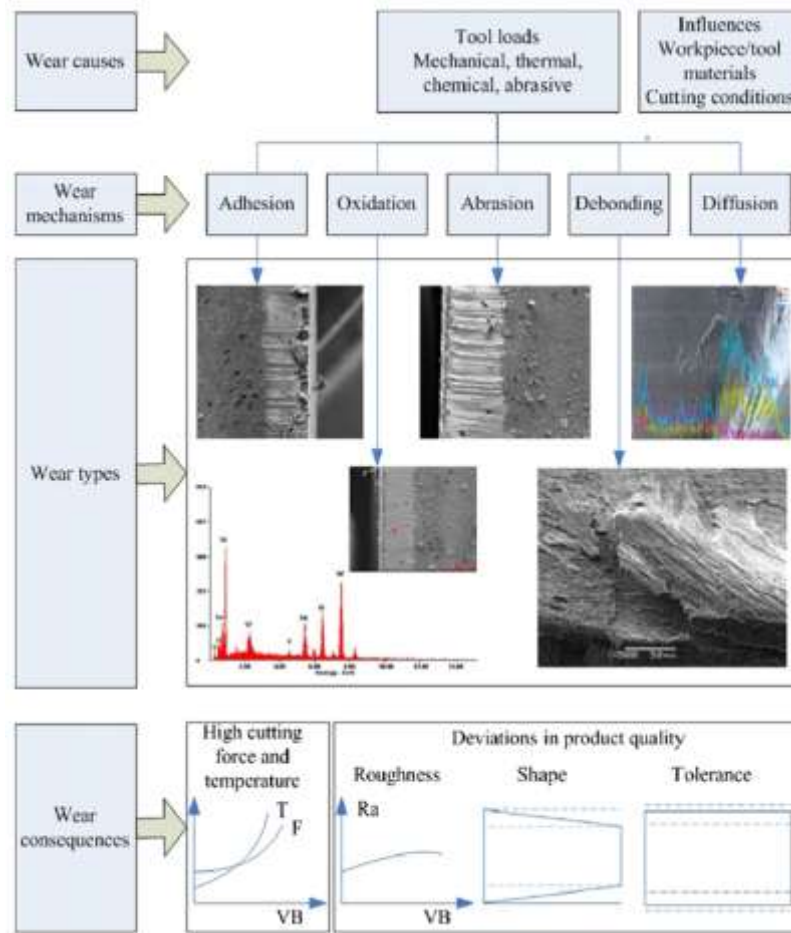 Wear causes
Tool loads
Mechanical, thermal,
chemical, abrasive
Influences
Workpiece/tool
materials
Cutting conditions
Wear
mechanisms
Adhesion
Oxidation
Abrasion
Debonding
Diffusion
Wear types
Wear
consequences
High cutting
force and
temperature
T
F
VB
Deviations in product quality
Roughness
Shape
Tolerance
Ra
VB